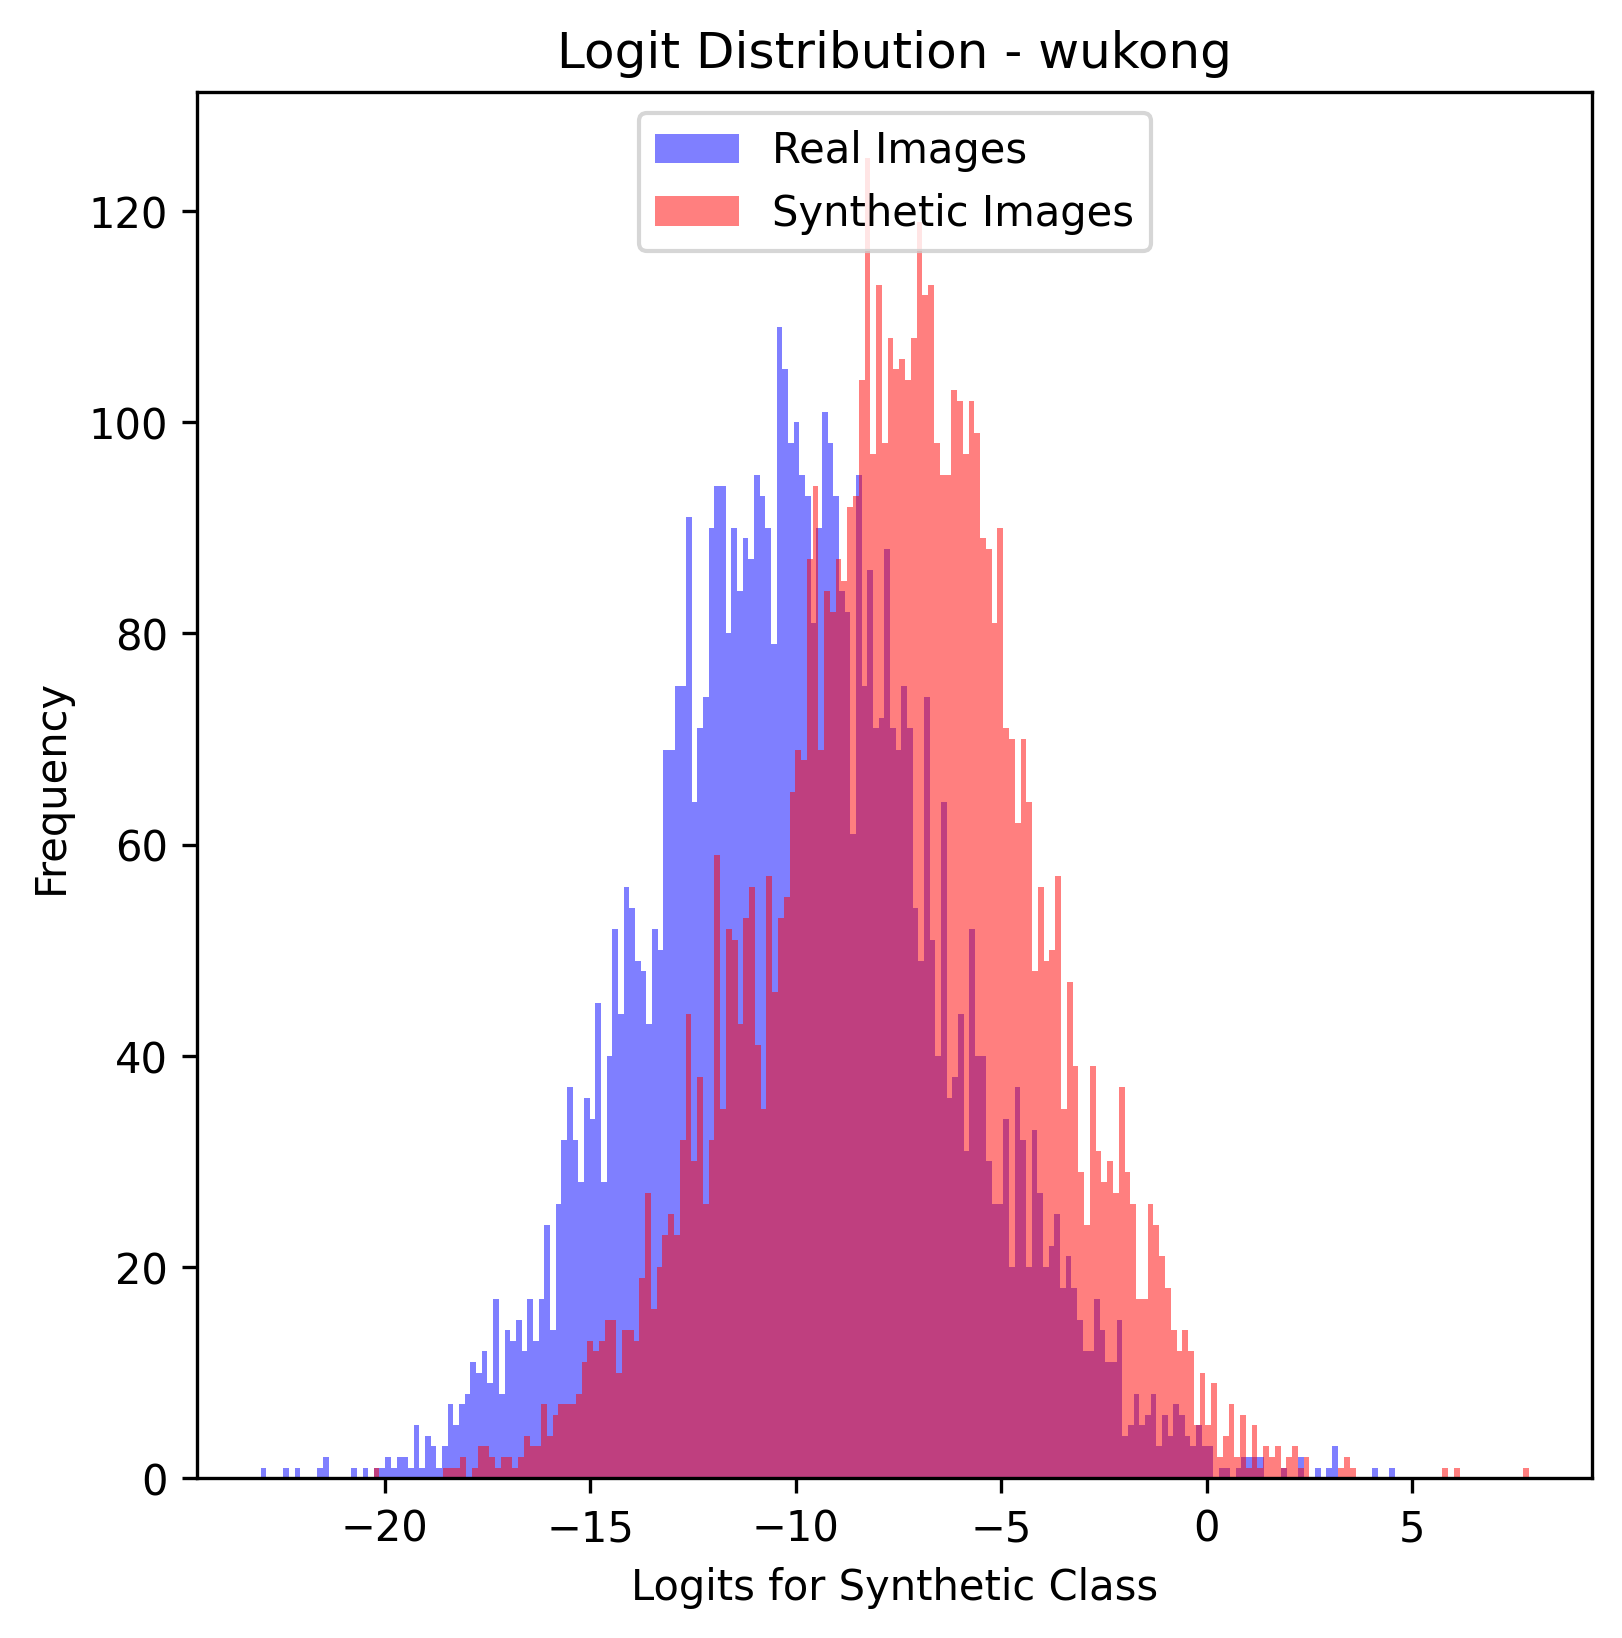 Logit Distribution - wukong
Real Images
Synthetic Images
120
100
80
60
40
20
0
Frequency
−20
−15
−10
−5
0
5
Logits for Synthetic Class